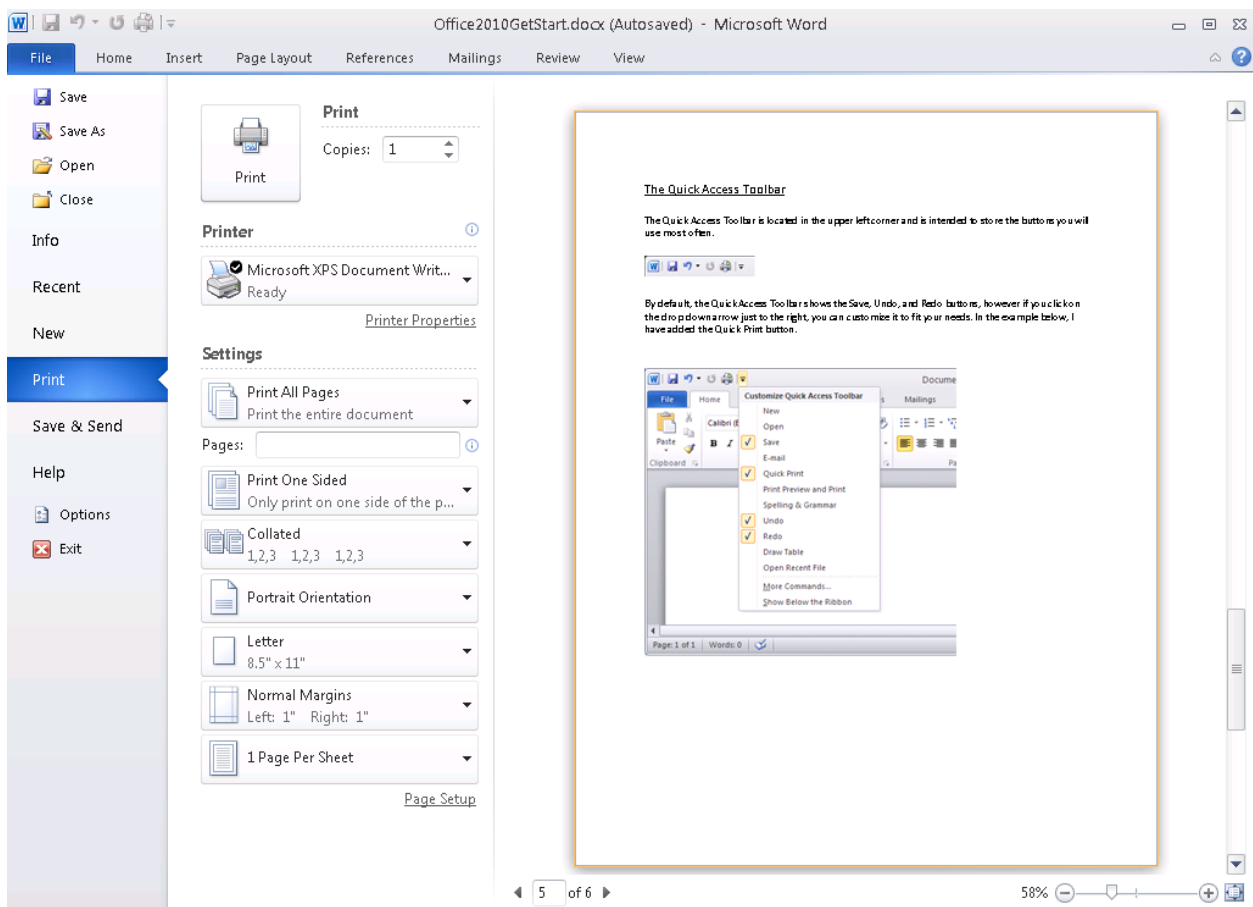 Office2010GetStart.docx (Autosaved) - Microsoft Word
File Home Insert Page Layout References Mailings Review View
Save
Save As
Open
Close
Info
Recent
New
Print
Save & Send
Help
Options
Exit
Print
Print
Copies: 1
Printer
Microsoft XPS Document Writ...
Ready
Printer Properties
Settings
Print All Pages
Print the entire document
Pages:
Print One Sided
Only print on one side of the p...
Collated
1,2,3 1,2,3 1,2,3
Portrait Orientation
Letter
8.5" x 11"
Normal Margins
Left: 1" Right: 1"
1 Page Per Sheet
Page Setup
The Quick Access Toolbar
The Quick Access Toolbar is located in the upper left corner and is intended to store the buttons you will
use most often.
By default, the Quick Access Toolbar shows the Save, Undo, and Redo buttons, however if you click on
the drop down arrow just to the right, you can customize it to fit your needs. In the example below, I
have added the Quick Print button.
Docume
File Home s Mailings
Customize Quick Access Toolbar
New
Open
Save
E-mail
Quick Print
Print Preview and Print
Spelling & Grammar
Undo
Redo
Draw Table
Open Recent File
More Commands...
Show Below the Ribbon
Calibri (B
Paste
B I
Clipboard
Pa
Page: 1 of 1 Words: 0
5 of 6
58%